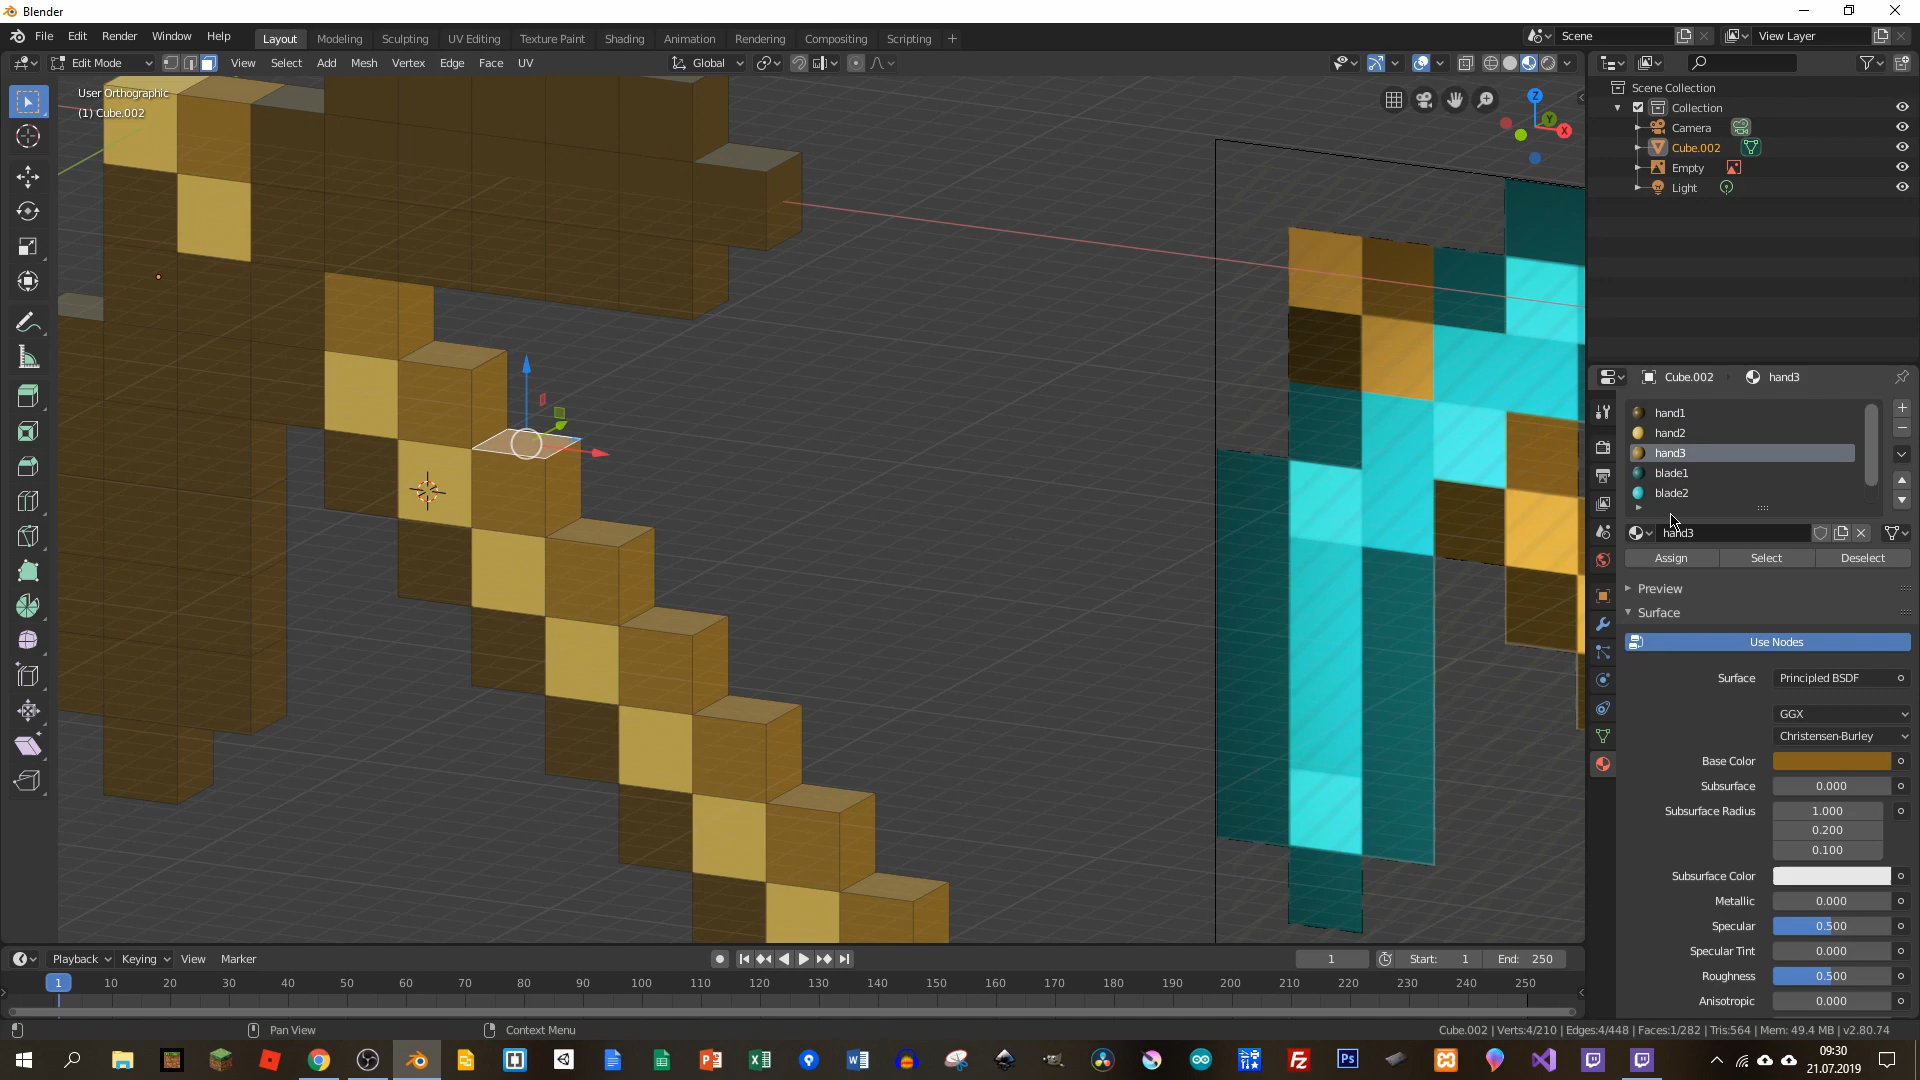 Blender
File Edit Render Window Help
Layout Modeling Sculpting UV Editing Texture Paint Shading Animation Rendering Compositing Scripting +
Scene
View Layer
Edit Mode
View Select Add Mesh Vertex Edge Face UV
Global
User Orthographic
(1) Cube.002
Z
Y
X
Scene Collection
Collection
Camera
Cube.002
Empty
Light
Cube.002 hand3
hand1
hand2
hand3
blade1
blade2
hand3
Assign Select Deselect
Preview
Surface
Use Nodes
Surface Principled BSDF
GGX
Christensen-Burley
Base Color
Subsurface 0.000
Subsurface Radius 1.000
0.200
0.100
Subsurface Color
Metallic 0.000
Specular 0.500
Specular Tint 0.000
Roughness 0.500
Anisotropic 0.000
Playback Keying View Marker
1 Start: 1 End: 250
1 10 20 30 40 50 60 70 80 90 100 110 120 130 140 150 160 170 180 190 200 210 220 230 240 250
Pan View Context Menu
Cube.002 | Verts:4/210 | Edges:4/448 | Faces:1/282 | Tris:564 | Mem: 49.4 MB | v2.80.74
09:30
21.07.2019